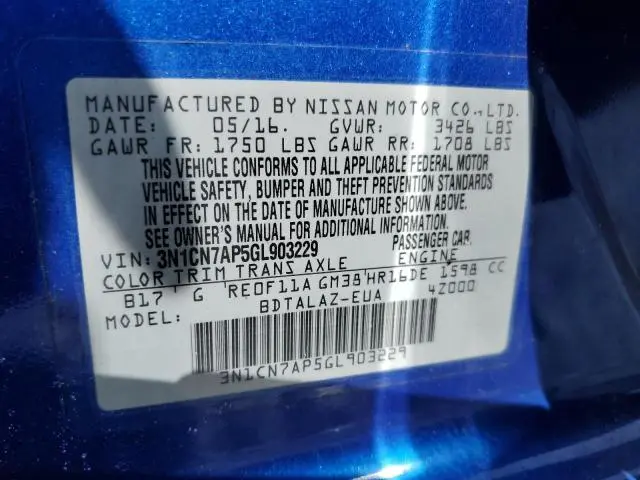 MANUFACTURED BY NISSAN MOTOR CO.,LTD.
DATE: 05/16. GVWR: 3426 LBS
GAWR FR: 1750 LBS GAWR RR: 1708 LBS
THIS VEHICLE CONFORMS TO ALL APPLICABLE FEDERAL MOTOR
VEHICLE SAFETY, BUMPER AND THEFT PREVENTION STANDARDS
IN EFFECT ON THE DATE OF MANUFACTURE SHOWN ABOVE.
SEE OWNER'S MANUAL FOR ADDITIONAL INFORMATION
VIN: 3N1CN7AP5GL903229 PASSENGER CAR.
COLOR TRIM TRANS AXLE ENGINE
B17 G RE0F11A GM38 HR16DE 1598 CC
MODEL: BDTALAZ-EUA 42000
3N1CN7AP5GL903229